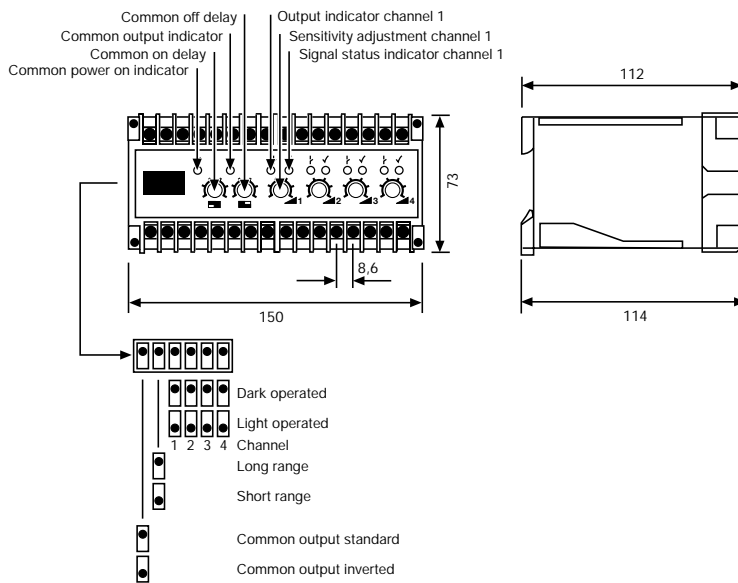 Common off delay
Output indicator channel 1
Common output indicator
Sensitivity adjustment channel 1
Common on delay
Signal status indicator channel 1
Common power on indicator
112
1
2
3
4
73
8,6
150
114
Dark operated
Light operated
1 2 3 4 Channel
Long range
Short range
Common output standard
Common output inverted